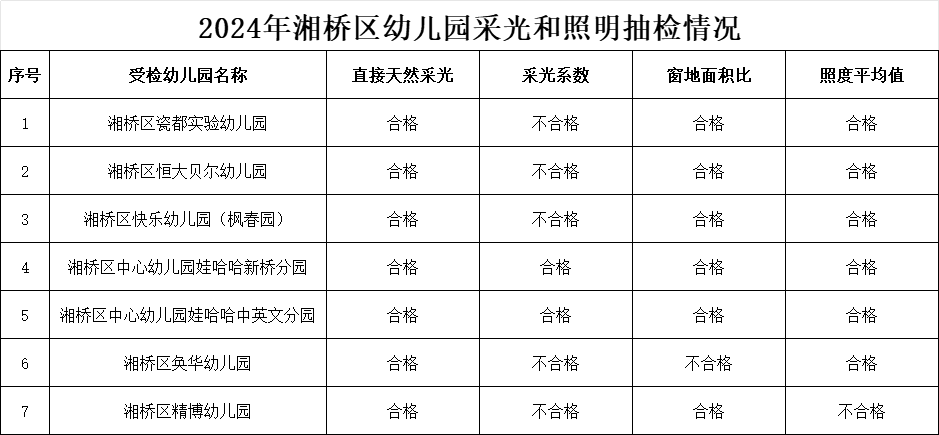 2024年湘桥区幼儿园采光和照明抽检情况
序号 受检幼儿园名称 直接天然采光 采光系数 窗地面积比 照度平均值
1 湘桥区瓷都实验幼儿园 合格 不合格 合格 合格
2 湘桥区恒大贝尔幼儿园 合格 不合格 合格 合格
3 湘桥区快乐幼儿园（枫春园） 合格 不合格 合格 合格
4 湘桥区中心幼儿园娃哈哈新桥分园 合格 合格 合格 合格
5 湘桥区中心幼儿园娃哈哈中英文分园 合格 合格 合格 合格
6 湘桥区奂华幼儿园 合格 不合格 不合格 合格
7 湘桥区精博幼儿园 合格 不合格 合格 不合格